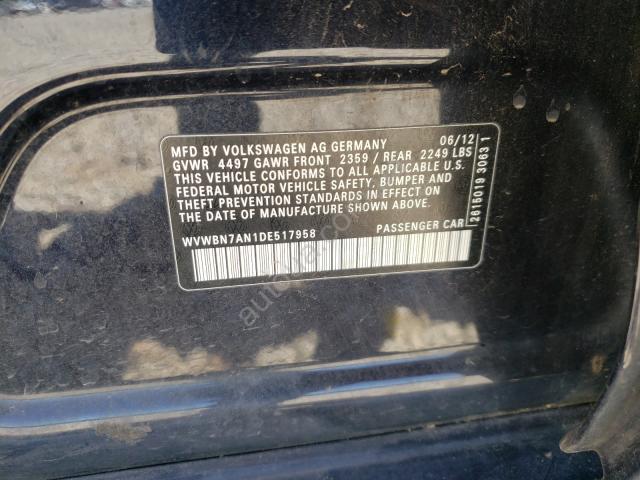 MFD BY VOLKSWAGEN AG GERMANY 06/12
GVWR 4497 GAWR FRONT 2359 / REAR 2249 LBS
THIS VEHICLE CONFORMS TO ALL APPLICABLE U.S.
FEDERAL MOTOR VEHICLE SAFETY, BUMPER AND
THEFT PREVENTION STANDARDS IN EFFECT ON
THE DATE OF MANUFACTURE SHOWN ABOVE.
WVWBN7AN1DE517958 PASSENGER CAR
2615019 3063 1